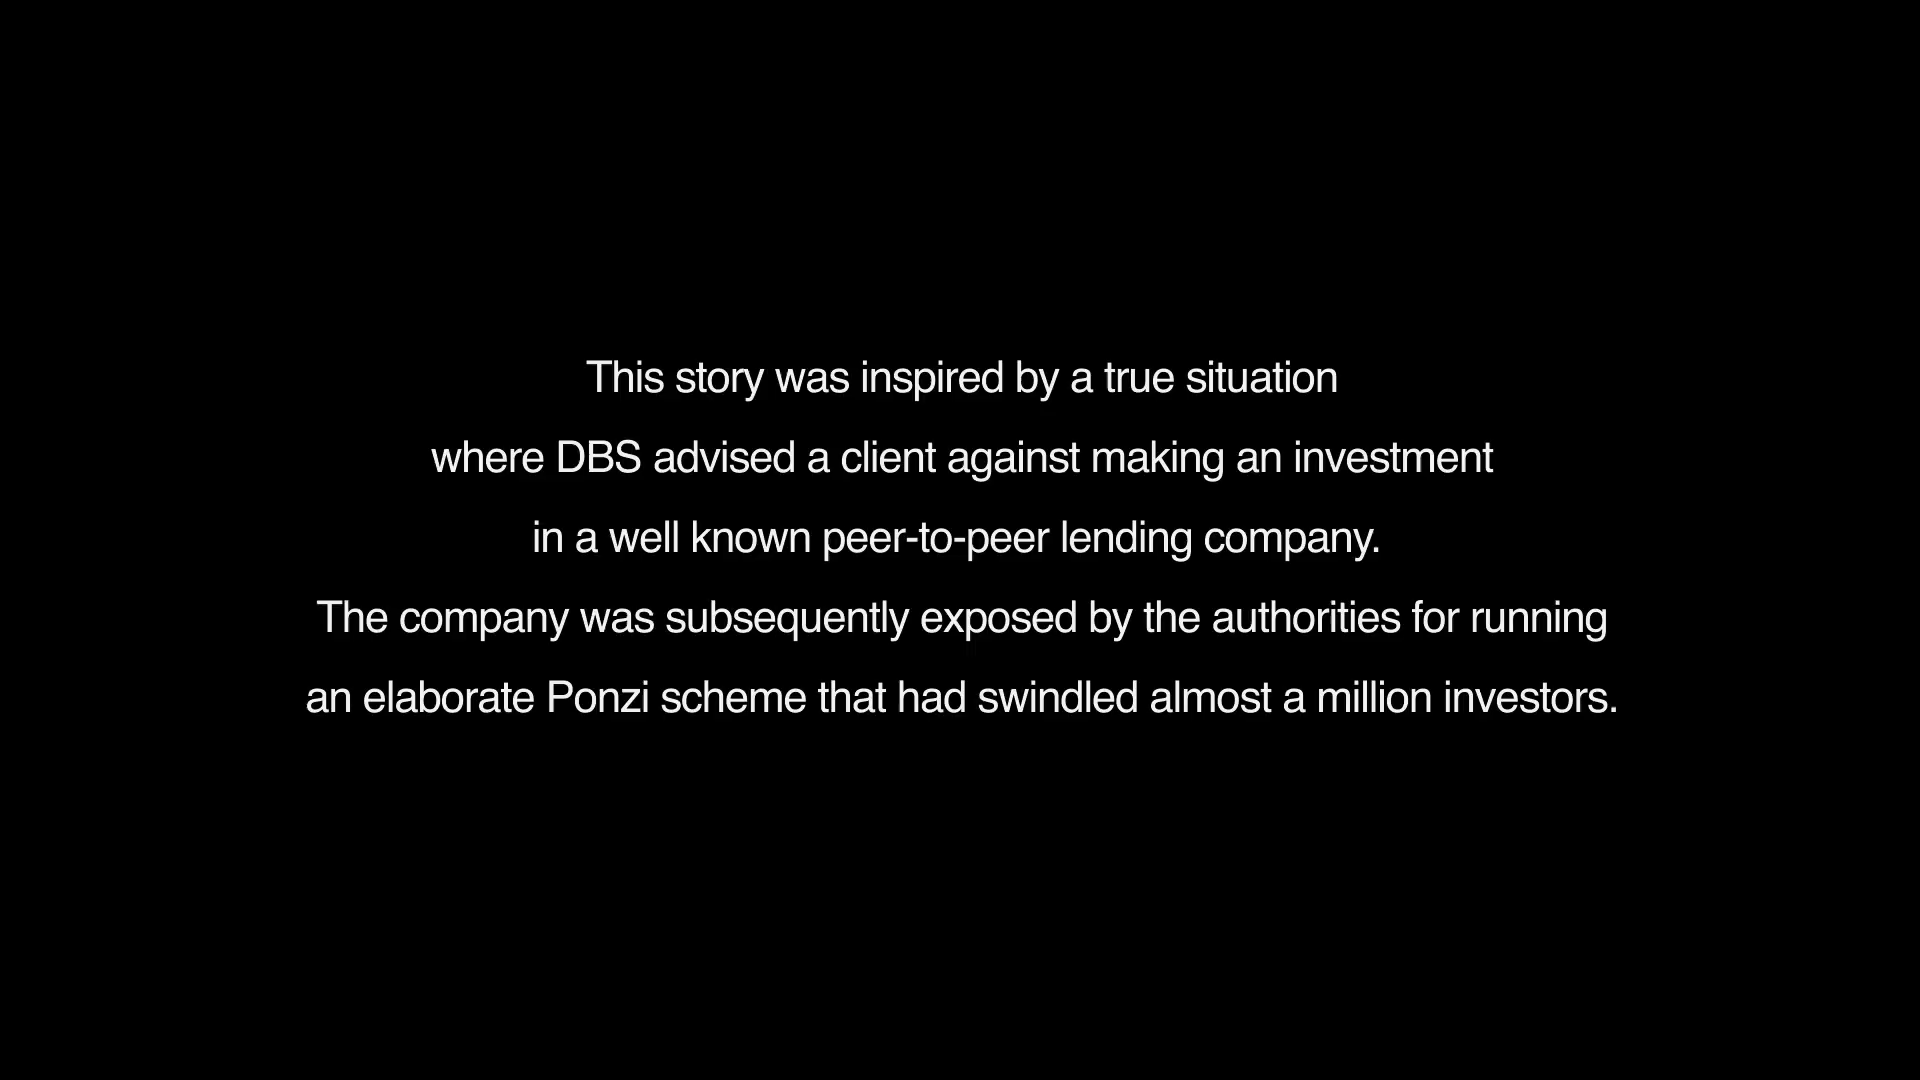 This story was inspired by a true situation
where DBS advised a client against making an investment
in a well known peer-to-peer lending company.
The company was subsequently exposed by the authorities for running
an elaborate Ponzi scheme that had swindled almost a million investors.